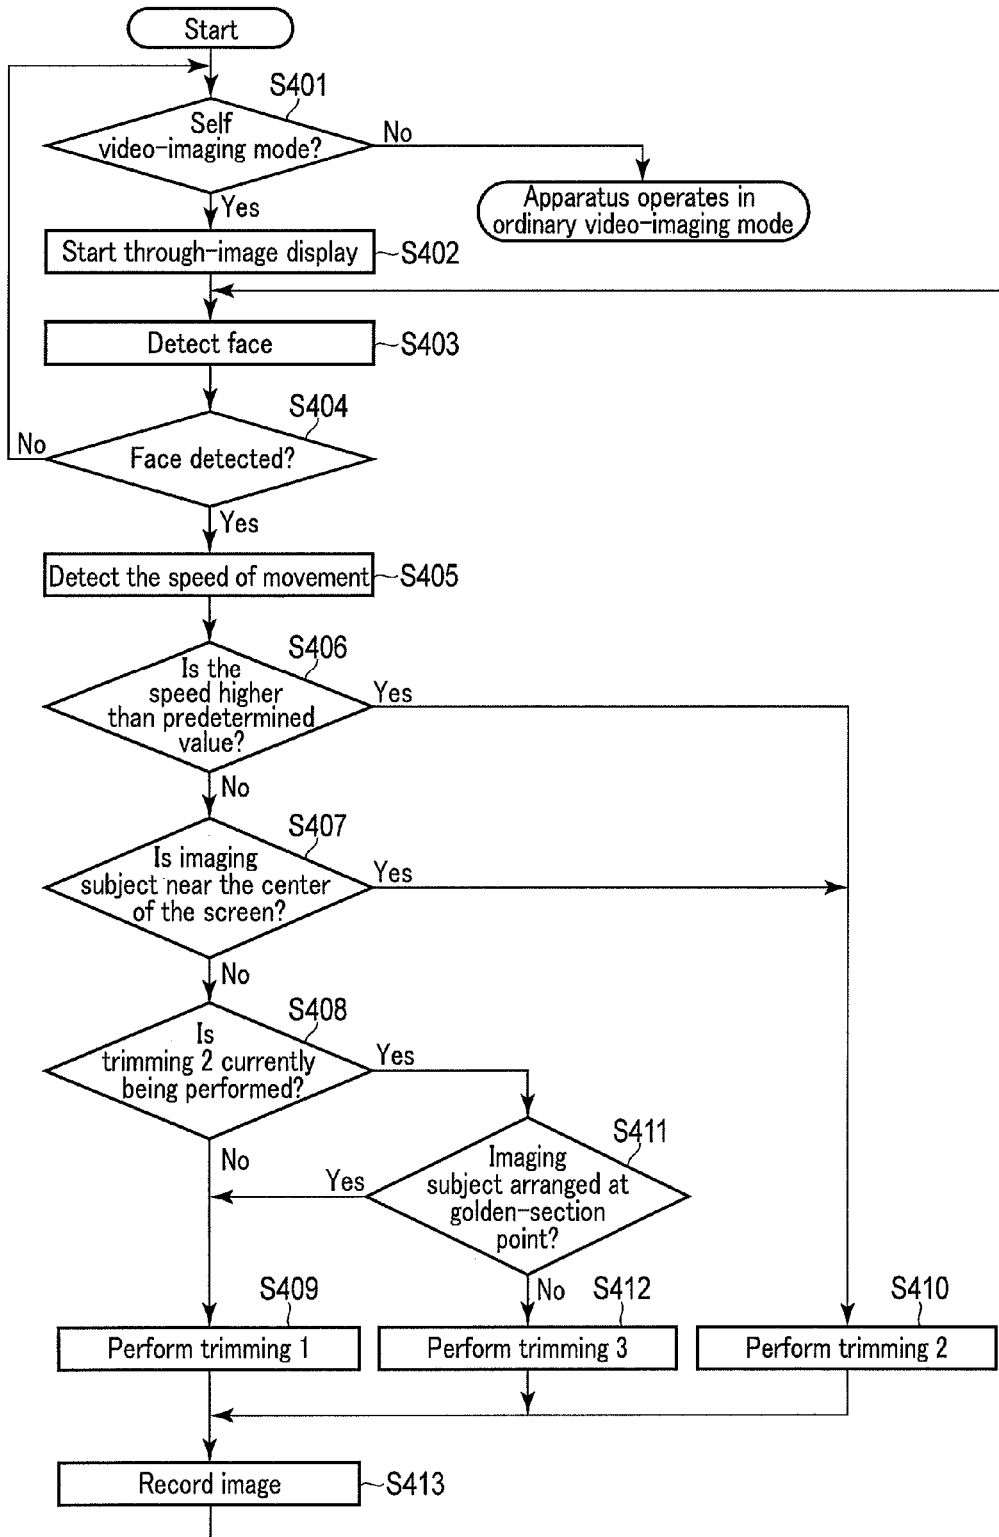 Start
S401
Self
video-imaging mode?
No
Yes
Apparatus operates in
ordinary video-imaging mode
Start through-image display
S402
Detect face
S403
S404
Face detected?
No
Yes
Detect the speed of movement
S405
S406
Is the
speed higher
than predetermined
value?
Yes
No
S407
Is imaging
subject near the center
of the screen?
Yes
No
S408
Is
trimming 2 currently
being performed?
Yes
No
S411
Imaging
subject arranged at
golden-section
point?
Yes
No
S409
Perform trimming 1
S412
Perform trimming 3
S410
Perform trimming 2
Record image
S413